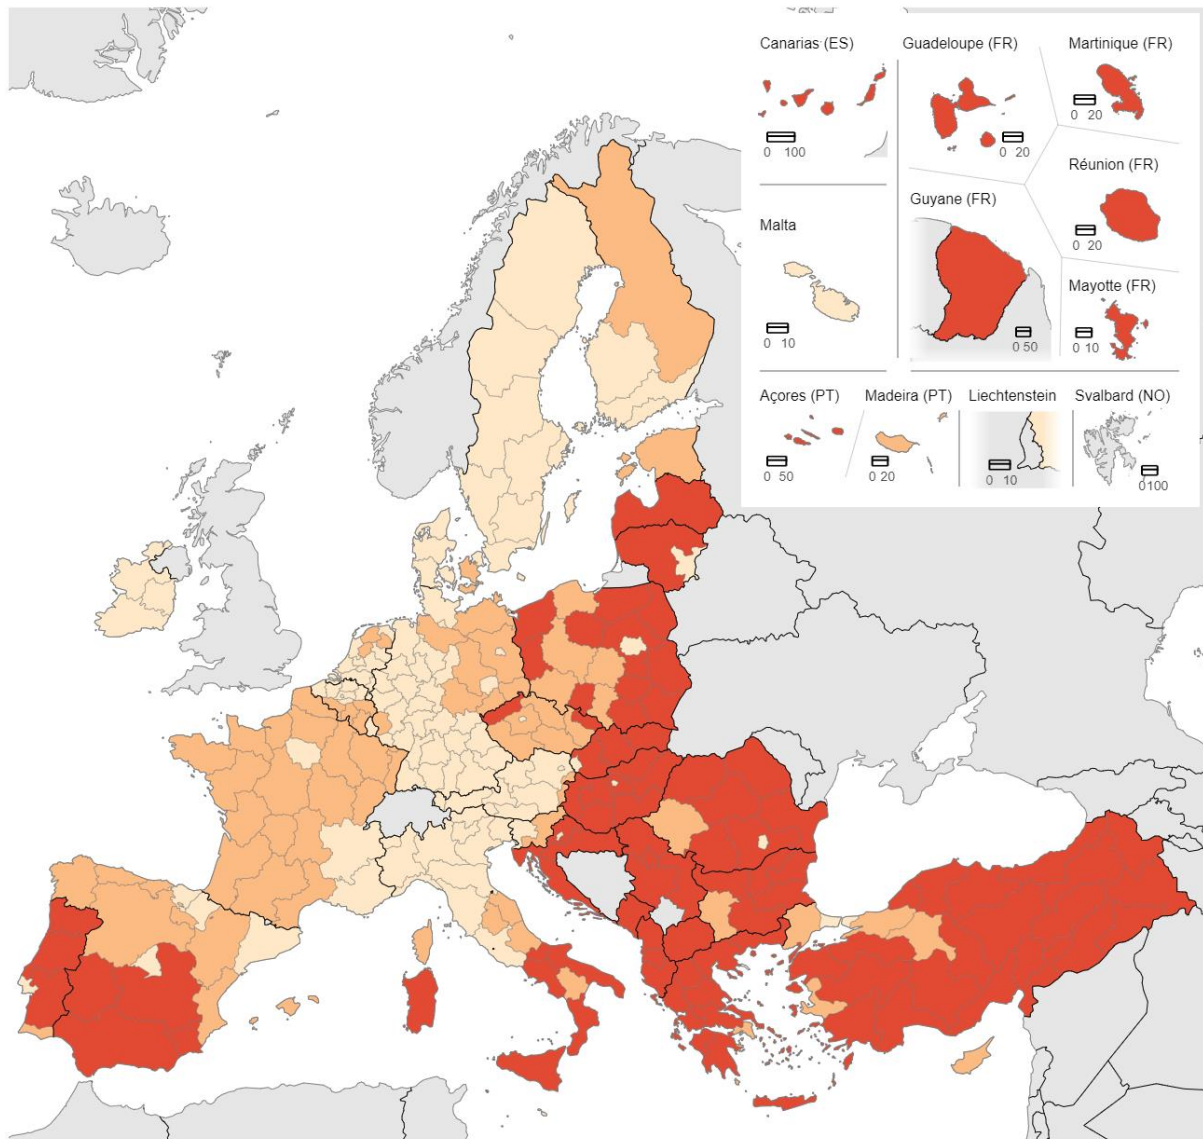 Canarias (ES)
0 100
Guadeloupe (FR)
0 20
Martinique (FR)
0 20
Réunion (FR)
0 20
Malta
0 10
Guyane (FR)
0 50
Mayotte (FR)
0 10
Açores (PT)
0 50
Madeira (PT)
0 20
Liechtenstein
0 10
Svalbard (NO)
0100